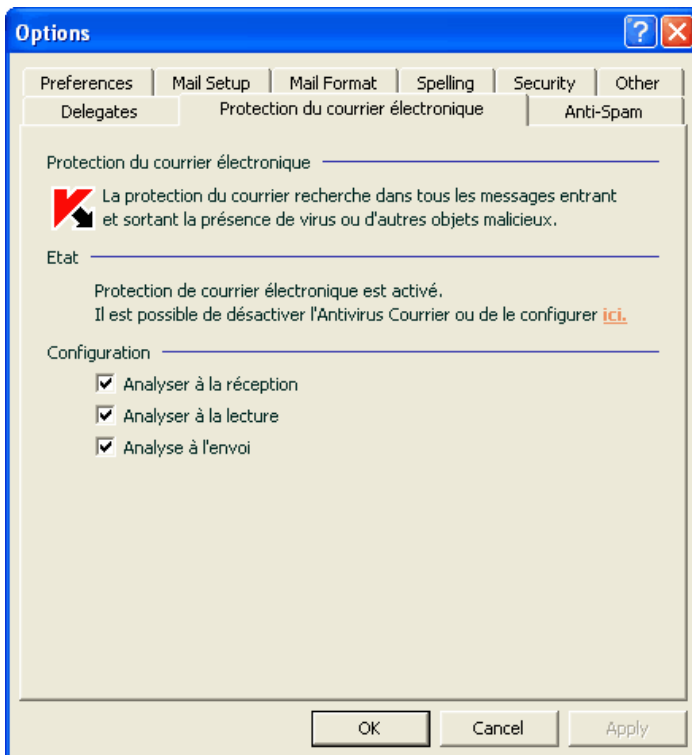 Options
Preferences Mail Setup Mail Format Spelling Security Other
Delegates Protection du courrier électronique Anti-Spam
Protection du courrier électronique
La protection du courrier recherche dans tous les messages entrant
et sortant la présence de virus ou d'autres objets malicieux.
Etat
Protection de courrier électronique est activé.
Il est possible de désactiver l'Antivirus Courrier ou de le configurer ici.
Configuration
Analyser à la réception
Analyser à la lecture
Analyse à l'envoi
OK Cancel Apply